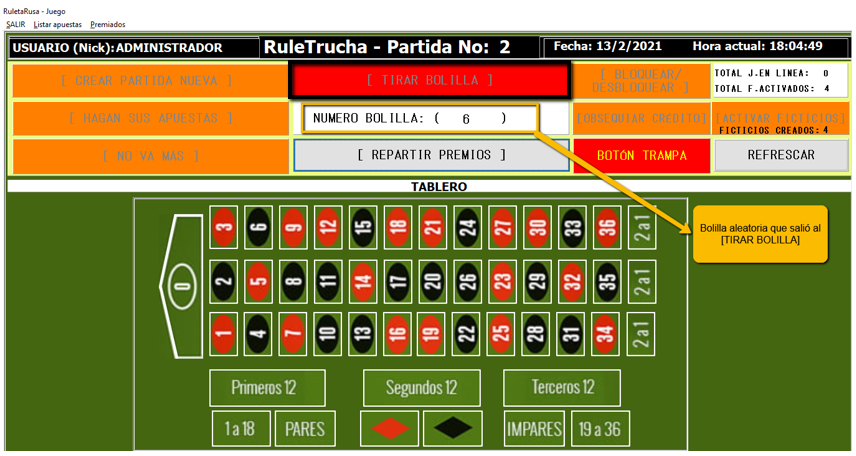 RuletaRusa - Juego
SALIR Listar apuestas Premiados
USUARIO (Nick):ADMINISTRADOR RuleTrucha - Partida No: 2 Fecha: 13/2/2021 Hora actual: 18:04:49
[ CREAR PARTIDA NUEVA ] [ TIRAR BOLILLA ] [ BLOQUEAR/
DESBLOQUEAR ]
TOTAL J.EN LINEA: 0
TOTAL F.ACTIVADOS: 4
[ HAGAN SUS APUESTAS ] NUMERO BOLILLA: ( 6 ) [OBSEQUIAR CREDITO] [ACTIVAR FICTICIOS]
FICTICIOS CREADOS: 4
[ NO VA MAS ] [ REPARTIR PREMIOS ] BOTÓN TRAMPA REFRESCAR
TABLERO
3 6 9 12 15 18 21 24 27 30 33 36 2a1
0 2 5 8 11 14 17 20 26 23 29 32 35 2a1
1 4 7 10 13 16 19 22 25 28 31 34 2a1
Bolilla aleatoria que salió al
[TIRAR BOLILLA]
Primeros 12 Segundos 12 Terceros 12
1 a 18 PARES IMPARES 19 a 36